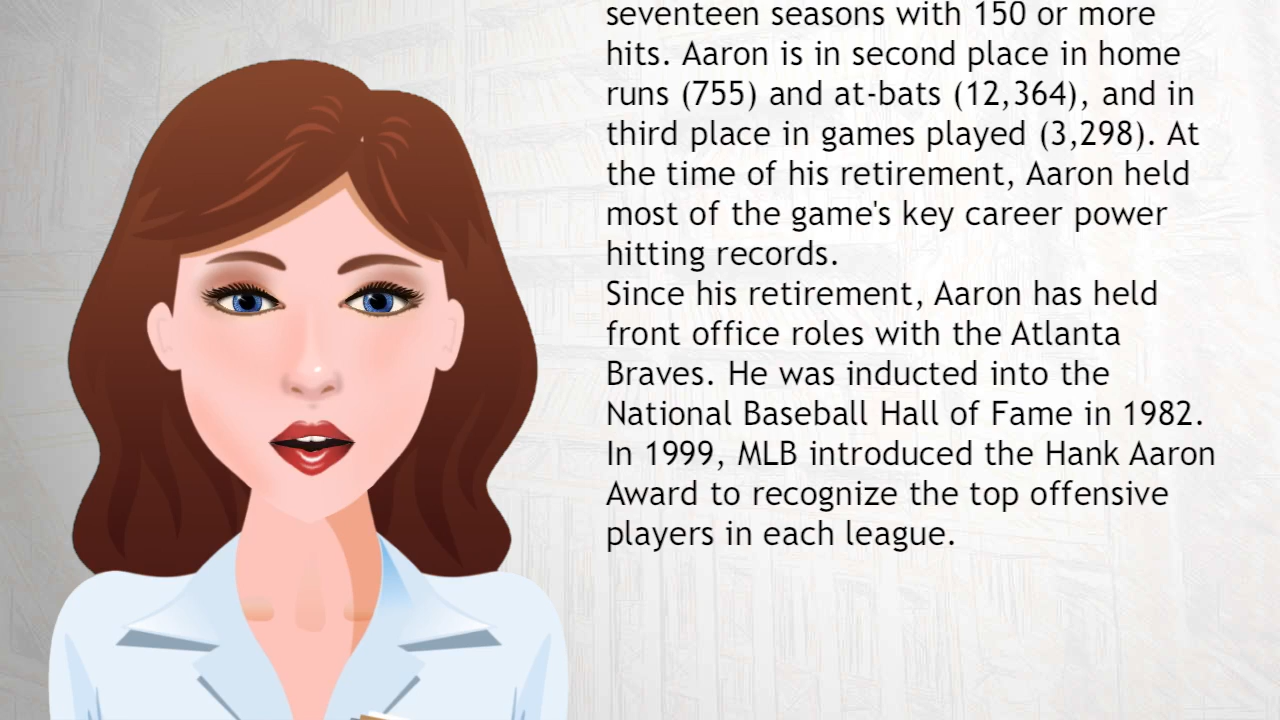 seventeen seasons with 150 or more
hits. Aaron is in second place in home
runs (755) and at-bats (12,364), and in
third place in games played (3,298). At
the time of his retirement, Aaron held
most of the game's key career power
hitting records.
Since his retirement, Aaron has held
front office roles with the Atlanta
Braves. He was inducted into the
National Baseball Hall of Fame in 1982.
In 1999, MLB introduced the Hank Aaron
Award to recognize the top offensive
players in each league.